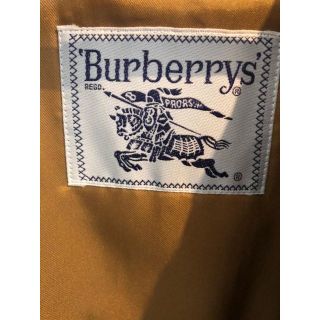 'Burberrys'
®
REGD.
B PRORSUM
B
®